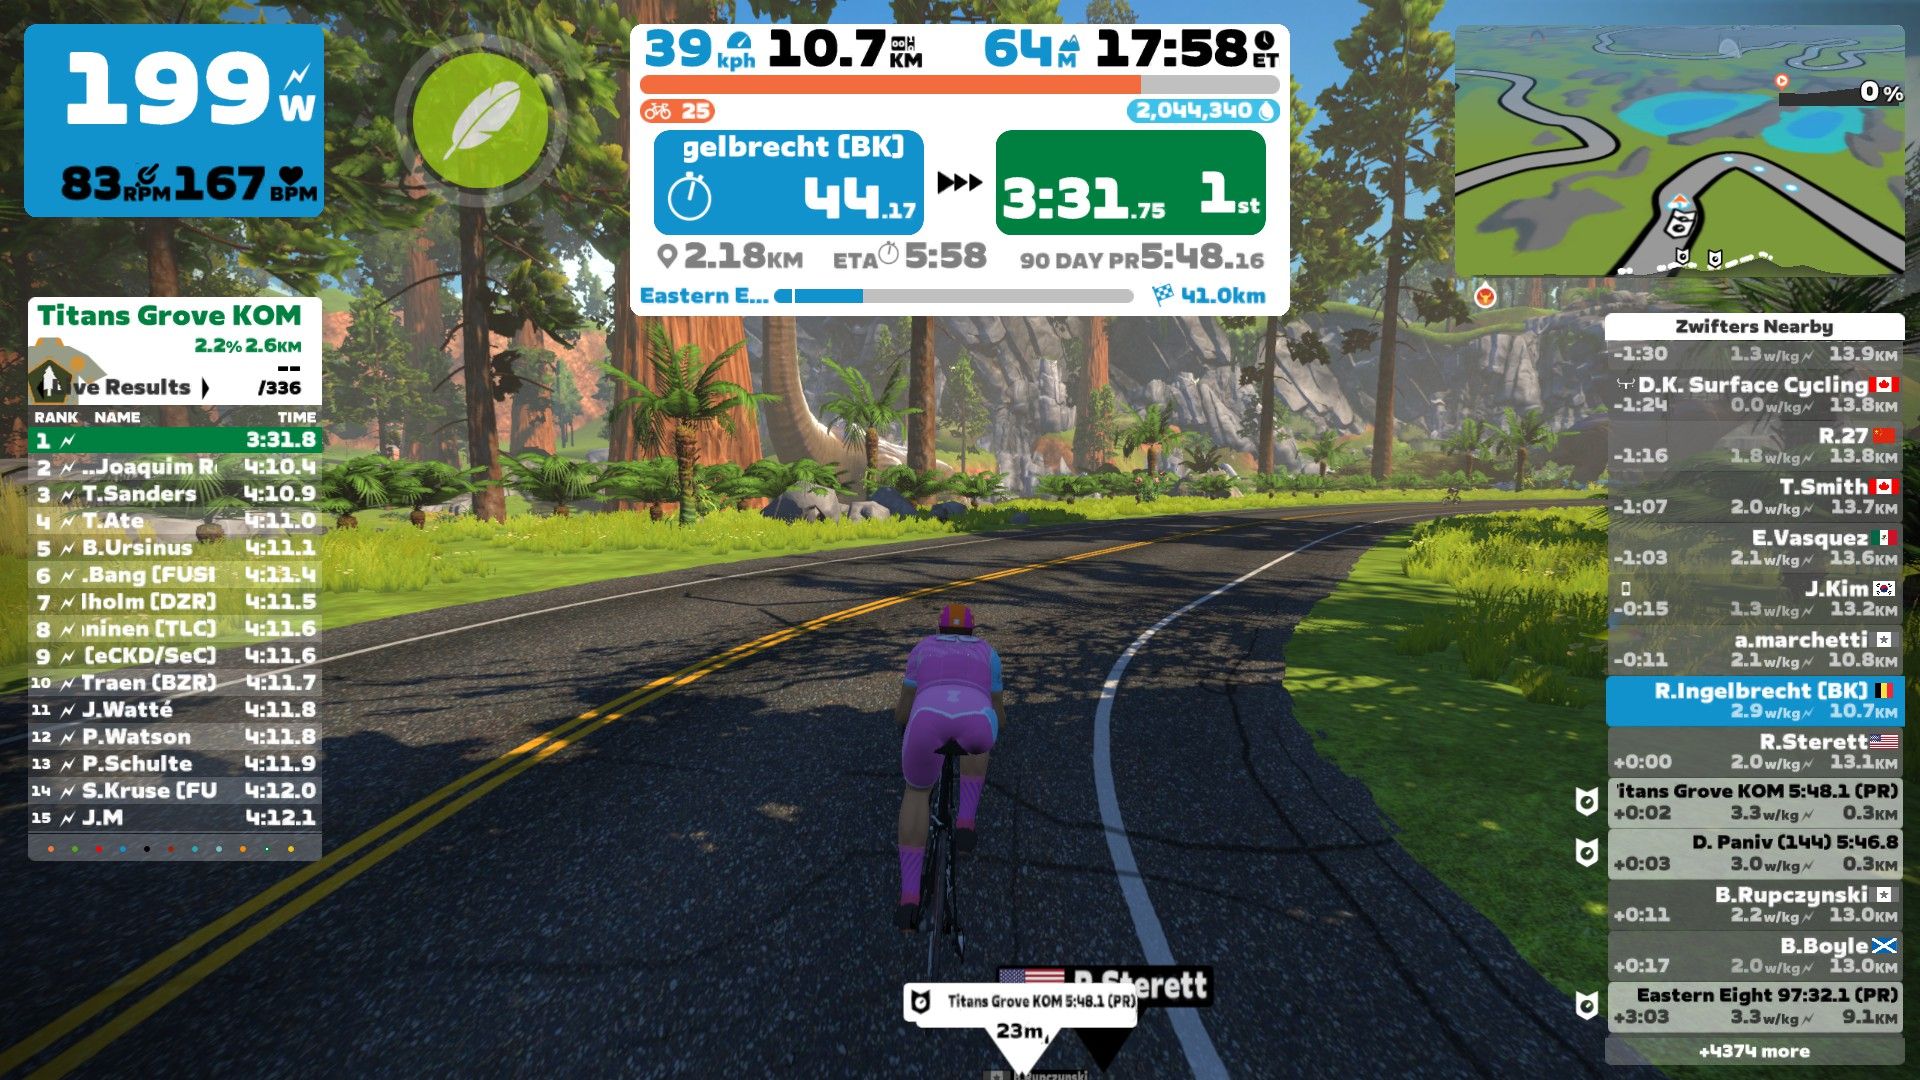 199 W
83 RPM 167 BPM
39 kph 10.7 KM 64 M 17:58 ET
25 2,044,340
gelbrecht (BK)
44.17 3:31.75 1st
2.18KM ETA 5:58 90 DAY PR 5:48.16
Eastern E... 41.0km
0 %
Titans Grove KOM
2.2% 2.6KM
--
ive Results /336
RANK NAME TIME
1 3:31.8
2 ..Joaquim R 4:10.4
3 T.Sanders 4:10.9
4 T.Ate 4:11.0
5 B.Ursinus 4:11.1
6 .Bang (FUSI 4:11.4
7 lholm (DZR) 4:11.5
8 ninen (TLC) 4:11.6
9 (eCKD/SeC) 4:11.6
10 Traen (BZR) 4:11.7
11 J.Watté 4:11.8
12 P.Watson 4:11.8
13 P.Schulte 4:11.9
14 S.Kruse (FU 4:12.0
15 J.M 4:12.1
Zwifters Nearby
-1:30 1.3w/kg 13.9KM
D.K. Surface Cycling
-1:24 0.0w/kg 13.8KM
R.27
-1:16 1.8w/kg 13.8KM
T.Smith
-1:07 2.0w/kg 13.7KM
E.Vasquez
-1:03 2.1w/kg 13.6KM
J.Kim
-0:15 1.3w/kg 13.2KM
a.marchetti
-0:11 2.1w/kg 10.8KM
R.Ingelbrecht (BK)
2.9w/kg 10.7KM
R.Sterett
+0:00 2.0w/kg 13.1KM
itans Grove KOM 5:48.1 (PR)
+0:02 3.3w/kg 0.3KM
D. Paniv (144) 5:46.8
+0:03 3.0w/kg 0.3KM
B.Rupczynski
+0:11 2.2w/kg 13.0KM
B.Boyle
+0:17 2.0w/kg 13.0KM
Eastern Eight 97:32.1 (PR)
+3:03 3.3w/kg 9.1KM
+4374 more
R.Sterett
Titans Grove KOM 5:48.1 (PR)
23m
B.Rupczynski